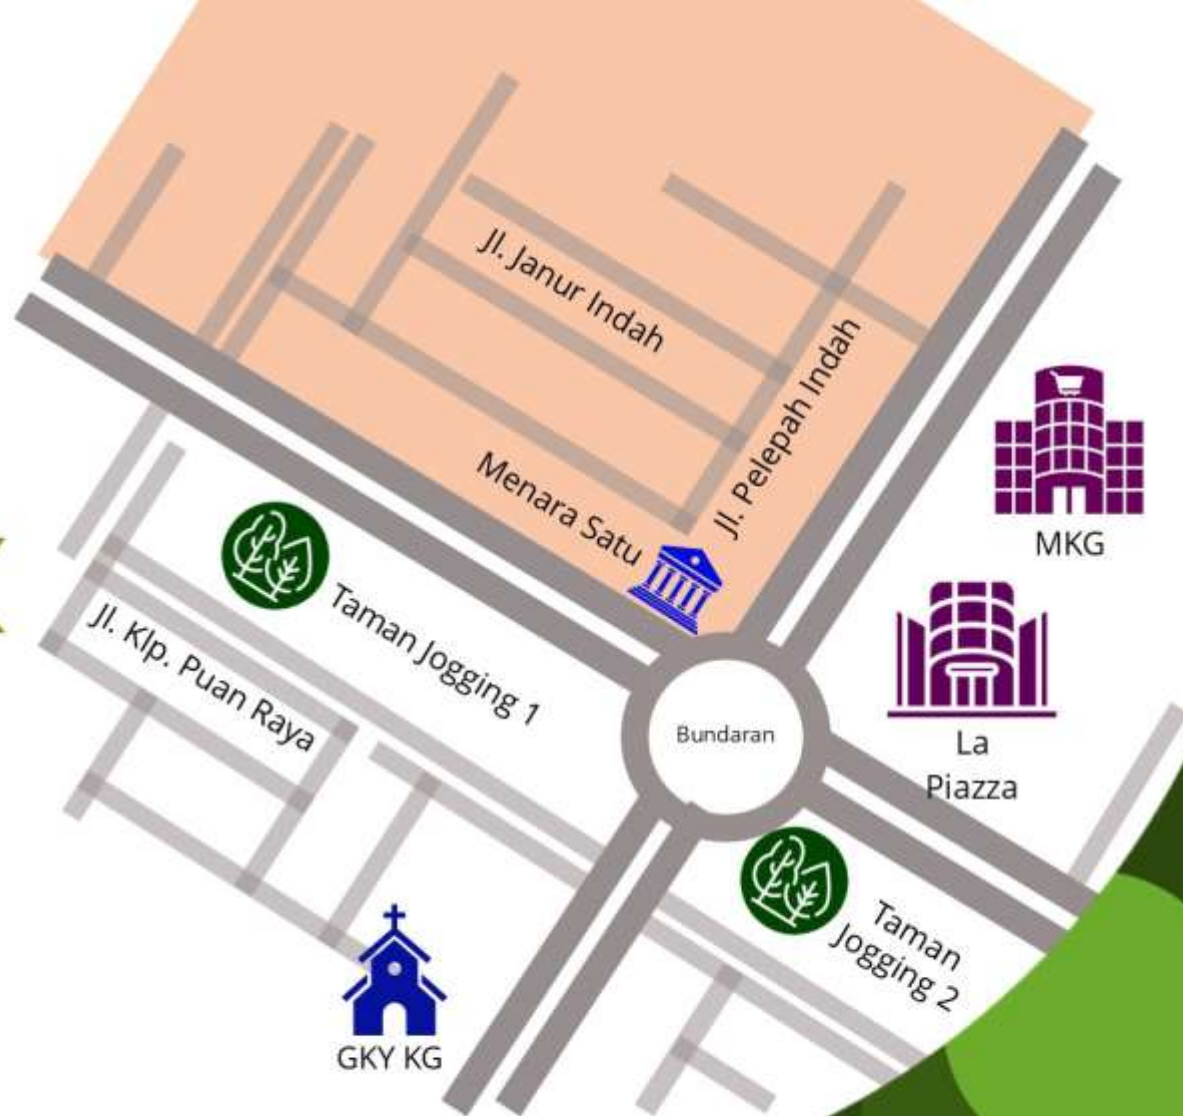 Jl. Janur Indah
Jl. Pelepah Indah
Menara Satu
MKG
Taman Jogging 1
Jl. Klp. Puan Raya
Bundaran
La
Piazza
Taman
Jogging 2
GKY KG